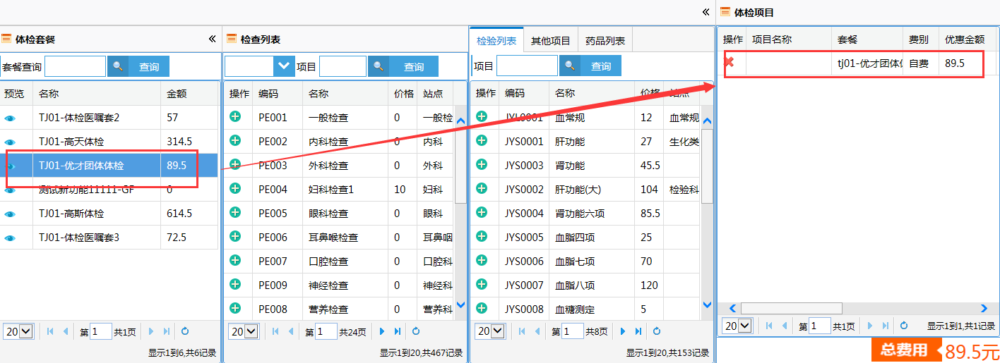 体检套餐
套餐查询 查询
预览 名称 金额
TJ01-体检医嘱套2 57
TJ01-高天体检 314.5
TJ01-优才团体体检 89.5
测试新功能11111-GF 0
TJ01-高斯体检 614.5
TJ01-体检医嘱套3 72.5
20 第 1 共1页
显示1到6,共6记录
检查列表
项目 查询
操作 编码 名称 价格 站点
PE001 一般检查 0 一般检
PE002 内科检查 0 内科
PE003 外科检查 0 外科
PE004 妇科检查1 10 妇科
PE005 眼科检查 0 眼科
PE006 耳鼻喉检查 0 耳鼻咽
PE007 口腔检查 0 口腔科
PE009 神经检查 0 神经科
PE008 营养检查 0 营养科
20 第 1 共24页
显示1到20,共467记录
检验列表 其他项目 药品列表
项目 查询
操作 编码 名称 价格 站点
JYL0001 血常规 12 血常规
JYS0001 肝功能 27 生化类
JYS0003 肾功能 45.5
JYS0002 肝功能(大) 104 检验科
JYS0004 肾功能六项 85.5
JYS0005 血脂四项 25
JYS0006 血脂七项 70
JYS0007 血脂八项 120
JYS0008 血糖测定 5
20 第 1 共8页
显示1到20,共153记录
体检项目
操作 项目名称 套餐 费别 优惠金额
tj01-优才团体 自费 89.5
20 第 1 共1页 显示1到1,共1记录
总费用 89.5元